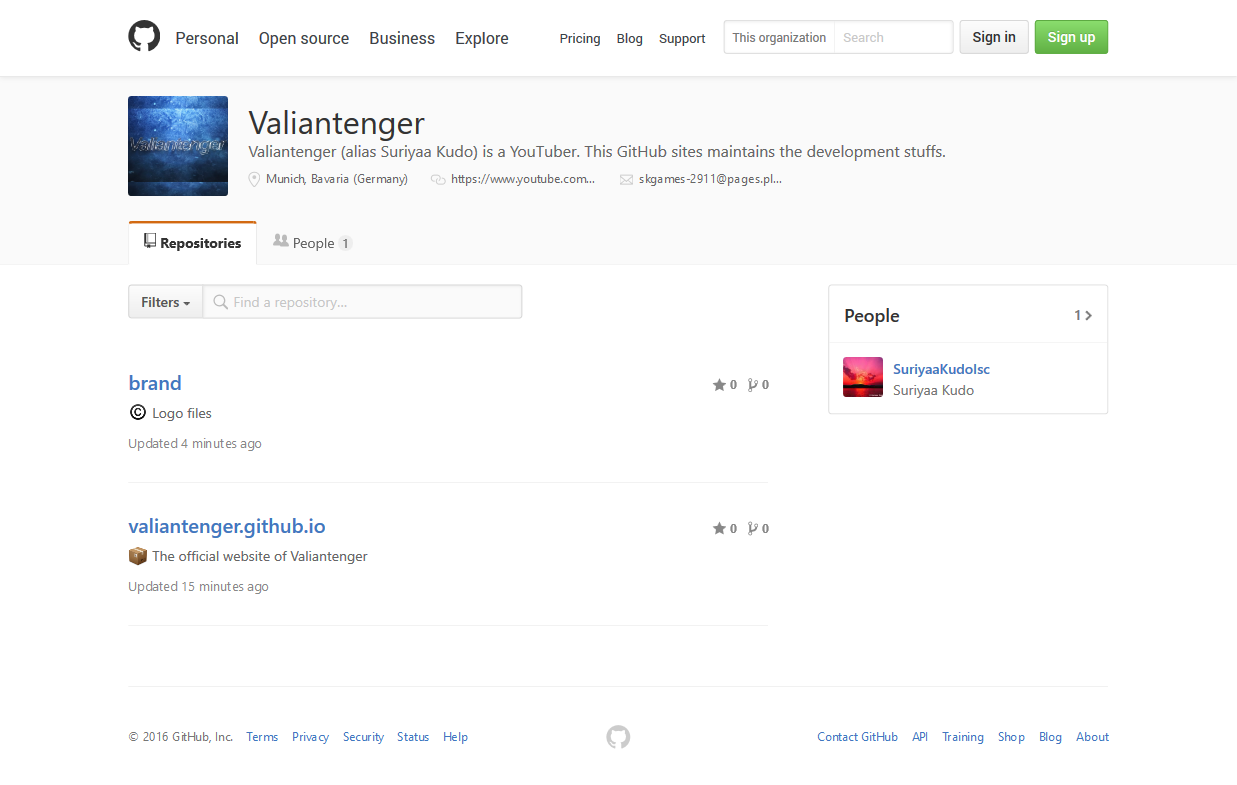 Personal Open source Business Explore Pricing Blog Support This organization Search Sign in Sign up
Valiantenger
Valiantenger
Valiantenger (alias Suriyaa Kudo) is a YouTuber. This GitHub sites maintains the development stuffs.
Munich, Bavaria (Germany) https://www.youtube.com... skgames-2911@pages.pl...
Repositories People 1
Filters Find a repository...
People 1
SuriyaaKudoIsc
Suriyaa Kudo
brand 0 0
© Logo files
Updated 4 minutes ago
valiantenger.github.io 0 0
The official website of Valiantenger
Updated 15 minutes ago
© 2016 GitHub, Inc. Terms Privacy Security Status Help Contact GitHub API Training Shop Blog About